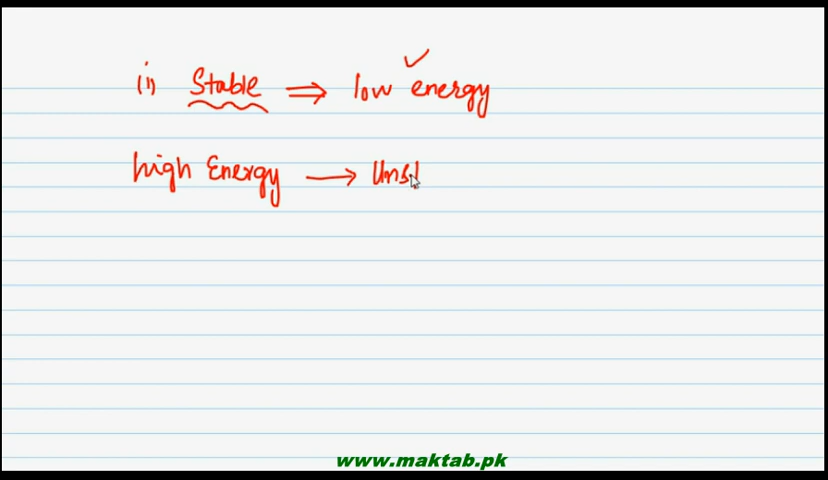 (i) Stable ⇒ low energy
high Energy → Uns
www.maktab.pk